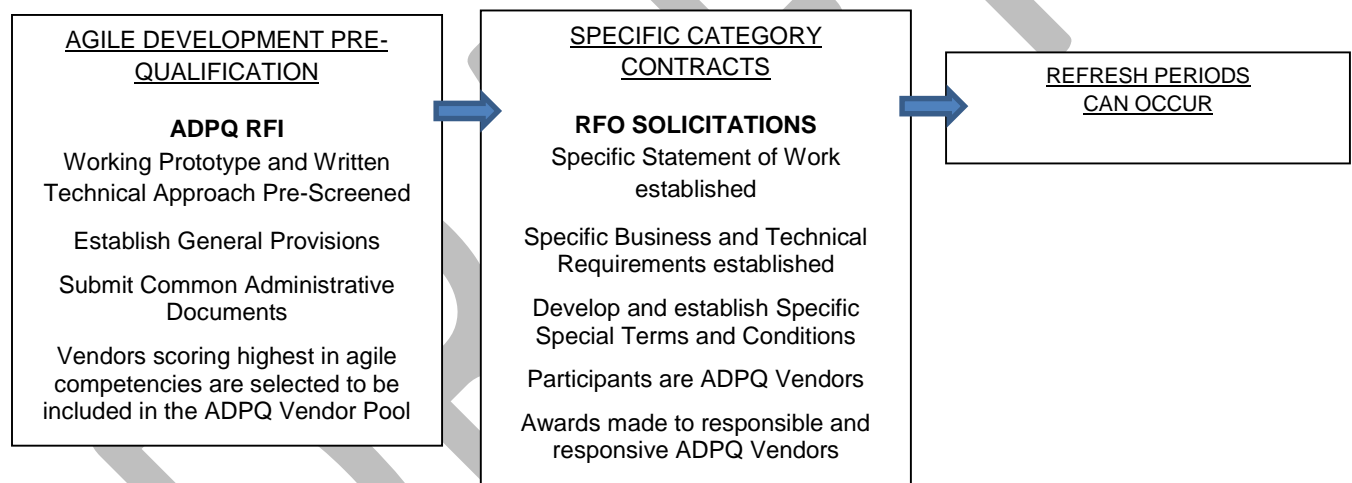 AGILE DEVELOPMENT PRE-
QUALIFICATION
ADPQ RFI
Working Prototype and Written
Technical Approach Pre-Screened
Establish General Provisions
Submit Common Administrative
Documents
Vendors scoring highest in agile
competencies are selected to be
included in the ADPQ Vendor Pool
SPECIFIC CATEGORY
CONTRACTS
RFO SOLICITATIONS
Specific Statement of Work
established
Specific Business and Technical
Requirements established
Develop and establish Specific
Special Terms and Conditions
Participants are ADPQ Vendors
Awards made to responsible and
responsive ADPQ Vendors
REFRESH PERIODS
CAN OCCUR